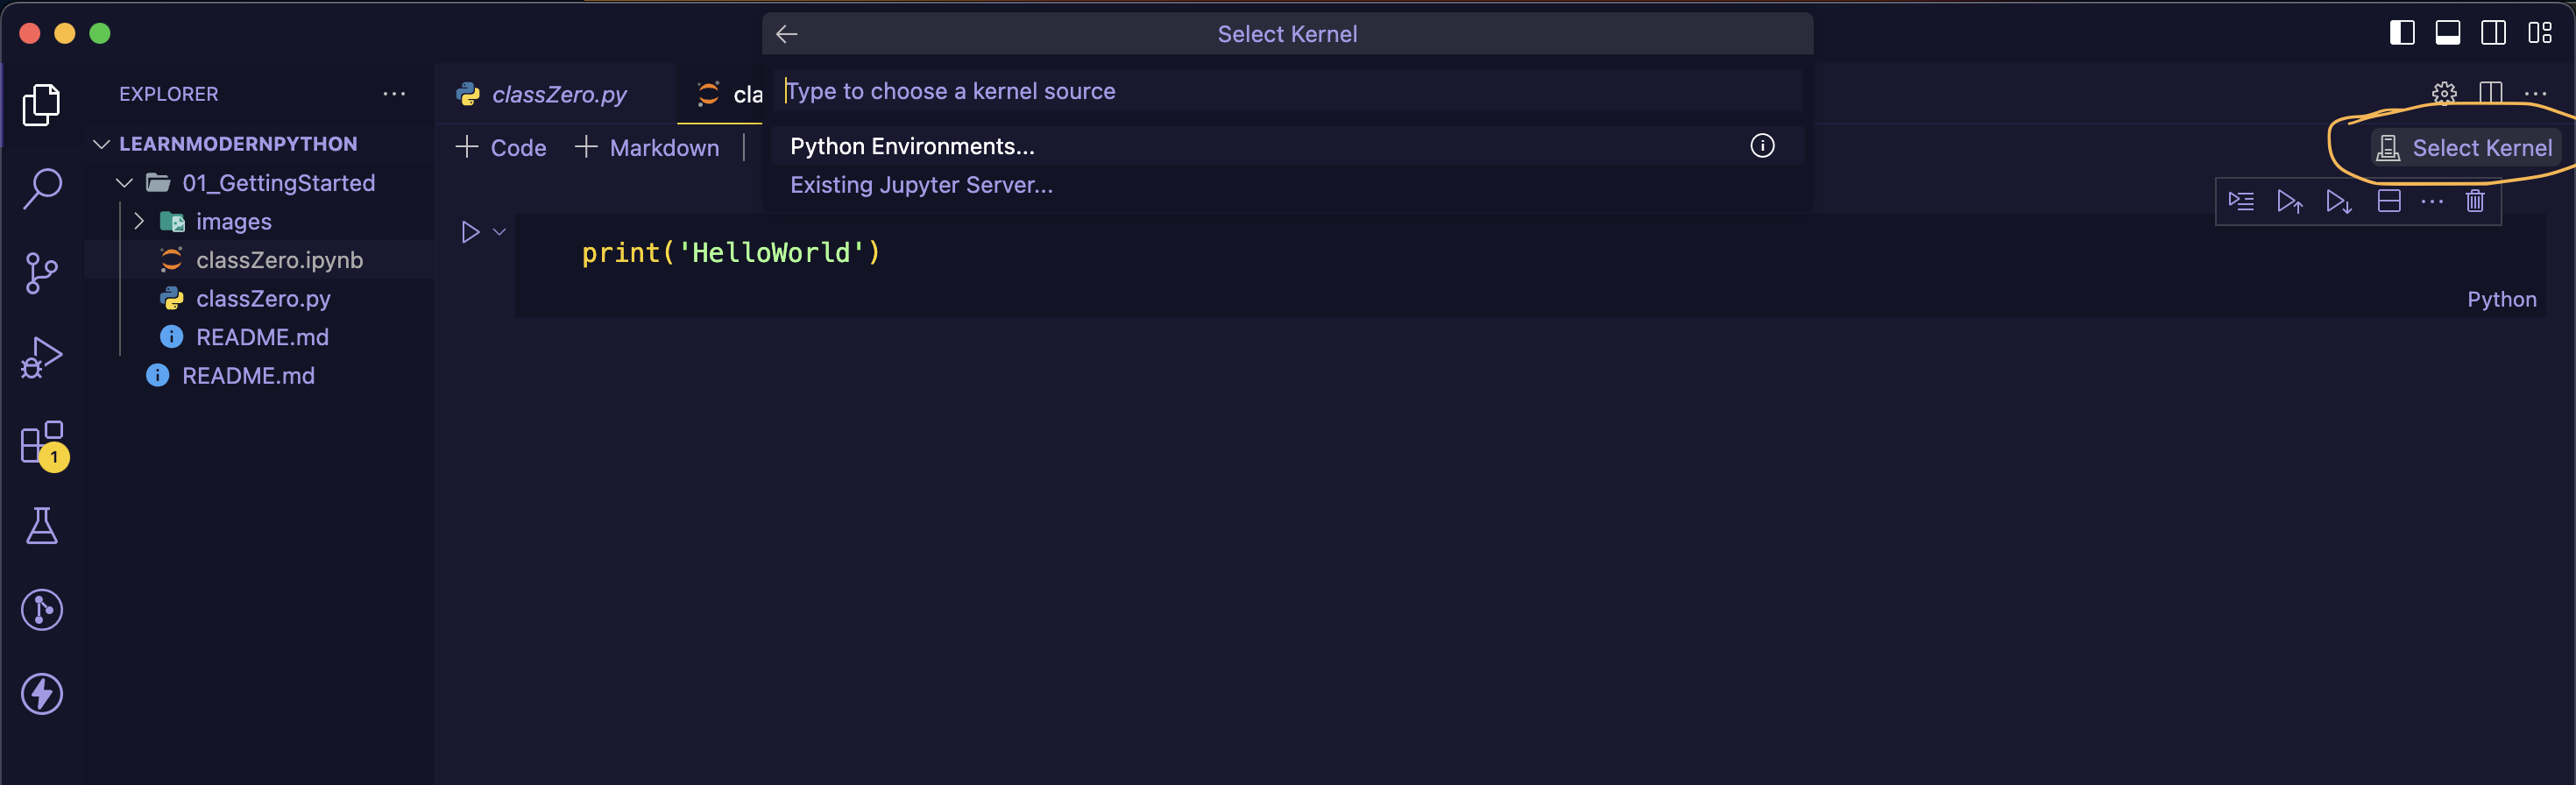 Select Kernel
EXPLORER
classZero.py
cla
Type to choose a kernel source
LEARNMODERNPYTHON
Code
Markdown
Python Environments...
Select Kernel
01_GettingStarted
Existing Jupyter Server...
images
print('HelloWorld')
classZero.ipynb
classZero.py
Python
README.md
README.md
1